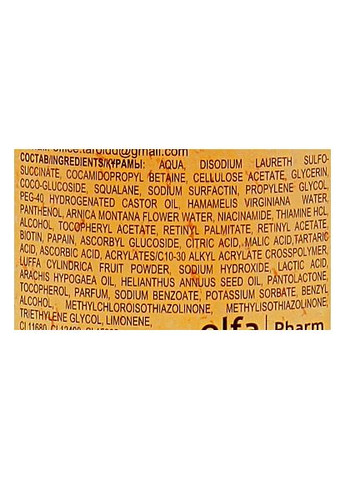 office.taroldd@gmail.com
СОСТАВ/INGREDIENTS/ҚҰРАМЫ: AQUA, DISODIUM LAURETH SULFO-
SUCCINATE, COCAMIDOPROPYL BETAINE, CELLULOSE ACETATE, GLYCERIN,
COCO-GLUCOSIDE, SQUALANE, SODIUM SURFACTIN, PROPYLENE GLYCOL
PEG-40 HYDROGENATED CASTOR OIL, HAMAMELIS VIRGINIANA WATER,
PANTHENOL, ARNICA MONTANA FLOWER WATER, NIACINAMIDE, THIAMINE HCL,
ALCOHOL, TOCOPHERYL ACETATE, RETINYL PALMITATE, RETINYL ACETATE,
BIOTIN, PAPAIN, ASCORBYL GLUCOSIDE, CITRIC ACID, MALIC ACID,TARTARIC
ACID, ASCORBIC ACID, ACRYLATES/C10-30 ALKYL ACRYLATE CROSSPOLYMER,
LUFFA CYLINDRICA FRUIT POWDER, SODIUM HYDROXIDE, LACTIC ACID,
ARACHIS HYPOGAEA OIL, HELIANTHUS ANNUUS SEED OIL, PANTOLACTONE,
TOCOPHEROL, PARFUM, SODIUM BENZOATE, POTASSIUM SORBATE, BENZYL
ALCOHOL, METHYLCHLOROISOTHIAZOLINONE, METHYLISOTHIAZOLINONE,
TRIETHYLENE GLYCOL, LIMONENE,
CI 11680, elfa Pharm